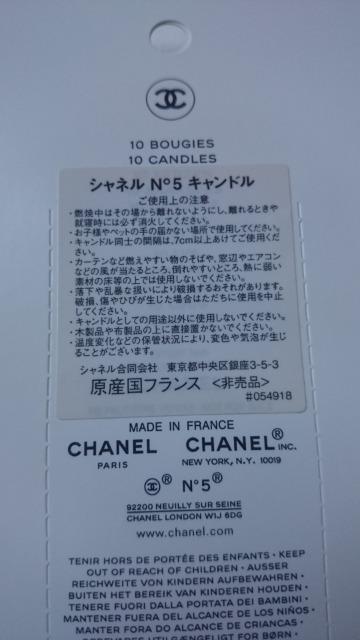 10 BOUGIES
10 CANDLES
シャネル Nº5 キャンドル
ご使用上の注意
・燃焼中はその場から離れないようにし、離れるときや
就寝時には必ず消火してください。
・お子様やペットの手の届かない場所で使用してください。
・キャンドル同士の間隔は、7cm以上あけてご使用くだ
さい。
・カーテンなど燃えやすい物のそばや、窓辺やエアコン
などの風が当たるところ、倒れやすいところ、熱に弱い
素材の床等の上では使用しないでください。
・落下や乱暴な扱いにより破損するおそれがあります。
破損、傷やひびが生じた場合はただちに使用を中止
してください。
・キャンドルとしての用途以外に使用しないでください。
・木製品や布製品の上に直接置かないでください。
・温度変化などの保管状況により、変色や気泡が生じ
ることがございます。
シャネル合同会社 東京都中央区銀座3-5-3
原産国フランス <非売品>
#054918
MADE IN FRANCE
CHANEL CHANEL® INC.
PARIS NEW YORK, N.Y. 10019
® Nº5®
92200 NEUILLY SUR SEINE
CHANEL LONDON W1J 6DG
www.chanel.com
TENIR HORS DE PORTÉE DES ENFANTS • KEEP
OUT OF REACH OF CHILDREN • AUSSER
REICHWEITE VON KINDERN AUFBEWAHREN •
BUITEN HET BEREIK VAN KINDEREN HOUDEN •
TENERE FUORI DALLA PORTATA DEI BAMBINI •
MANTENER FUERA DEL ALCANCE DE LOS NIÑOS •
MANTER FORA DO ALCANCE DE CRIANCAS •
OPBEVARES UTILGÆNGELIGT FOR BØRN •